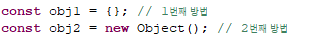 const obj1 = {}; // 1번째 방법
const obj2 = new Object(); // 2번째 방법